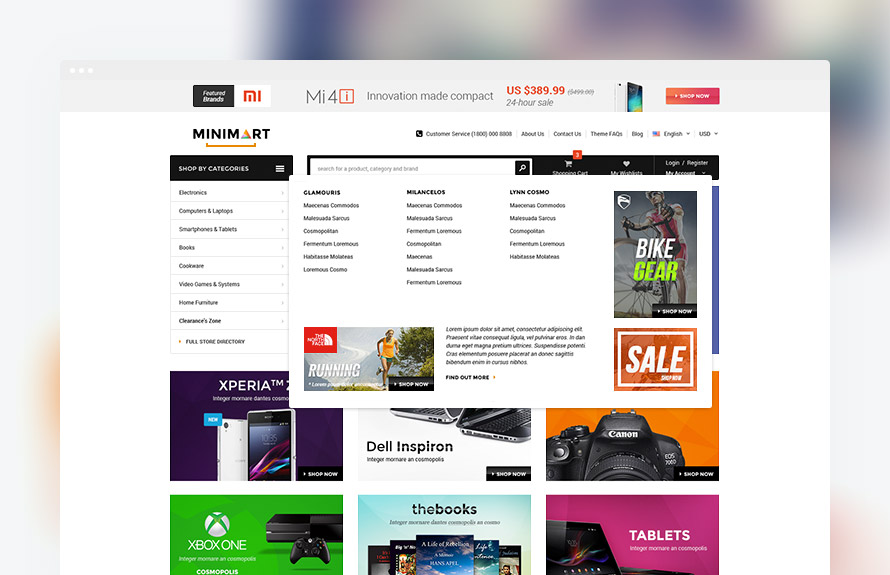 Featured
Brands
MI
Mi 4i
Innovation made compact
US $389.99 ($499.00)
24-hour sale
SHOP NOW
MINIMART
Customer Service (1800) 000 8808
About Us
Contact Us
Theme FAQs
Blog
English
USD
SHOP BY CATEGORIES
search for a product, category and brand
3
Shopping Cart
My Wishlists
Login / Register
My Account
Electronics
Computers & Laptops
Smartphones & Tablets
Books
Cookware
Video Games & Systems
Home Furniture
Clearance's Zone
FULL STORE DIRECTORY
GLAMOURIS
Maecenas Commodos
Malesuada Sarcus
Cosmopolitan
Fermentum Loremous
Habitasse Molateas
Loremous Cosmo
MILANCELOS
Maecenas Commodos
Malesuada Sarcus
Fermentum Loremous
Cosmopolitan
Maecenas
Malesuada Sarcus
Fermentum Loremous
LYNN COSMO
Maecenas Commodos
Malesuada Sarcus
Cosmopolitan
Fermentum Loremous
Habitasse Molateas
BIKE
GEAR
SHOP NOW
THE
NORTH
FACE
RUNNING
* Lorem ipsum dolor
SHOP NOW
Lorem ipsum dolor sit amet, consectetur adipiscing elit.
Praesent vitae consequat ligula, vel pulvinar eros. In dan
durna eget magna pretium ultrices. Suspendisse potenti.
Cras elementum posuere placerat an donec sagittis
bibendum enim in cursus nibhos.
FIND OUT MORE
SALE
SHOP NOW
XPERIA™ Z
Integer mornare dantes cosmo
NEW
SHOP NOW
Dell Inspiron
Integer mornare an cosmopolis
SHOP NOW
Canon
EOS
700D
SHOP NOW
XBOX ONE
Integer mornare an cosmopolis
COSMOPOLIS
thebooks
Integer mornare dantes cosmopolis an cosmo
Big 'n'
A Life of Rebellion
A Memoir
HANS APEL
Life
TABLETS
Integer mornare an cosmopolis